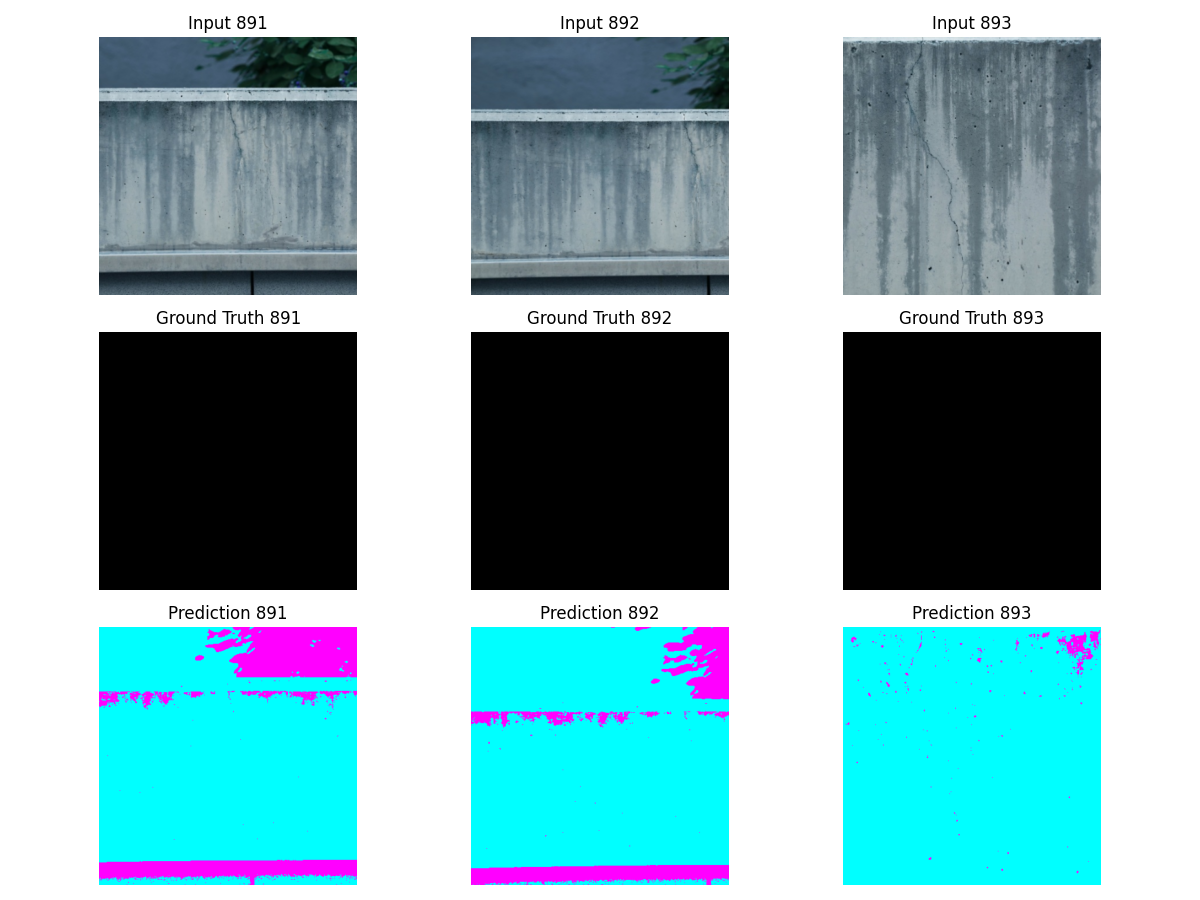 Input 891
Input 892
Input 893
Ground Truth 891
Ground Truth 892
Ground Truth 893
Prediction 891
Prediction 892
Prediction 893